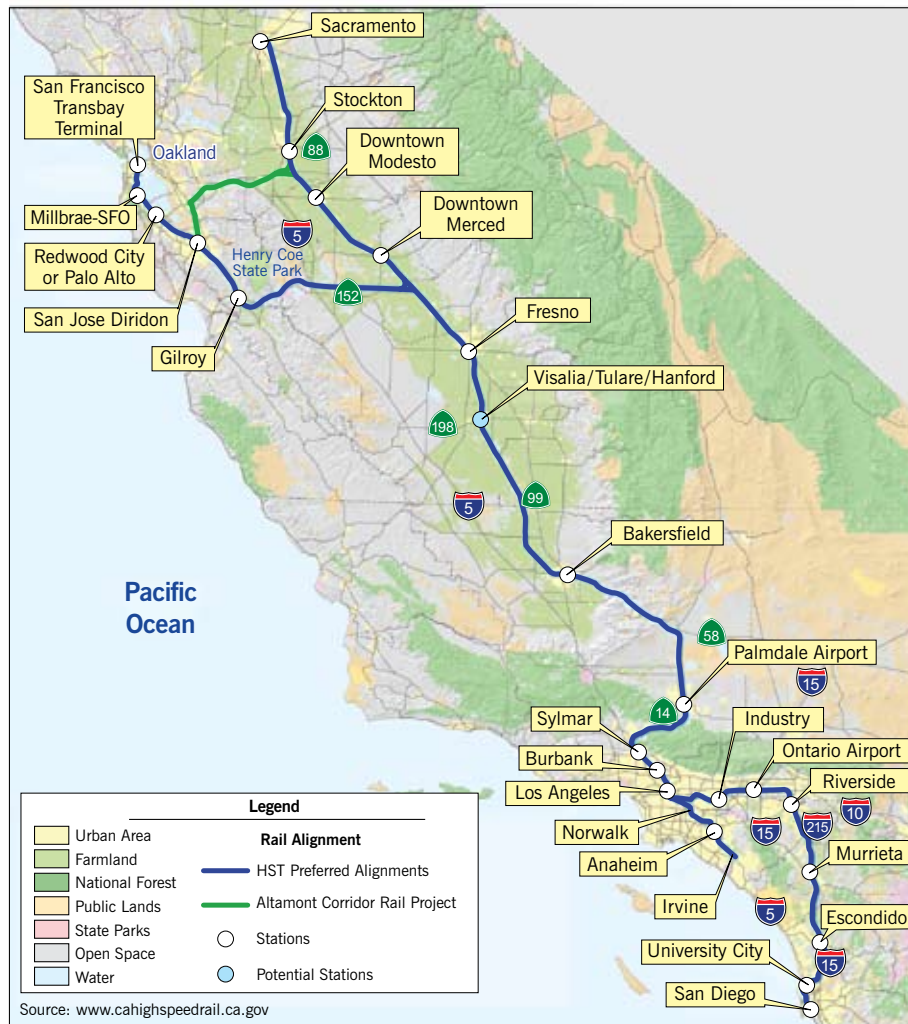 Sacramento
San Francisco
Transbay
Terminal
Stockton
88
Oakland
Downtown
Modesto
Millbrae-SFO
Downtown
Merced
5
Redwood City
or Palo Alto
Henry Coe
State Park
152
San Jose Diridon
Fresno
Gilroy
Visalia/Tulare/Hanford
198
99
5
Bakersfield
Pacific
Ocean
58
Palmdale Airport
15
14
Sylmar
Industry
Burbank
Ontario Airport
Los Angeles
Riverside
10
215
15
Norwalk
Anaheim
Murrieta
Irvine
5
Escondido
University City
15
San Diego
Legend
Urban Area
Farmland
National Forest
Public Lands
State Parks
Open Space
Water
Rail Alignment
HST Preferred Alignments
Altamont Corridor Rail Project
Stations
Potential Stations
Source: www.cahighspeedrail.ca.gov